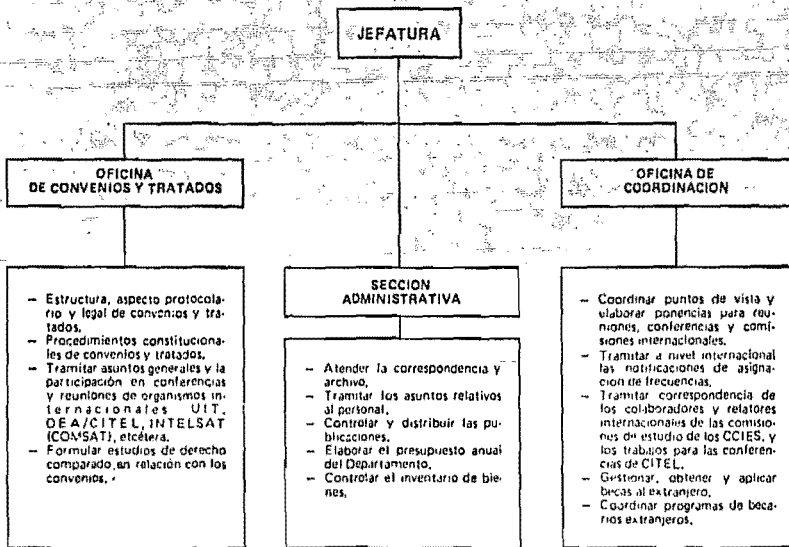 JEFATURA
OFICINA
DE CONVENIOS Y TRATADOS
OFICINA DE
COORDINACION
SECCION
ADMINISTRATIVA
– Estructura, aspecto protocola-
rio y legal de convenios y tra-
tados.
– Procedimientos constituciona-
les de convenios y tratados.
– Tramitar asuntos generales y la
participación en conferencias
y reuniones de organismos in-
ternacionales UIT,
OEA/CITEL, INTELSAT
(COMSAT), etcétera.
– Formular estudios de derecho
comparado en relación con los
convenios.
– Atender la correspondencia y
archivo.
– Tramitar los asuntos relativos
al personal.
– Controlar y distribuir las pu-
blicaciones.
– Elaborar el presupuesto anual
del Departamento.
– Controlar el inventario de bie-
nes.
– Coordinar puntos de vista y
elaborar ponencias para reu-
niones, conferencias y comi-
siones internacionales.
– Tramitar a nivel internacional
las notificaciones de asigna-
ción de frecuencias.
– Tramitar correspondencia de
los colaboradores y relatores
internacionales de las comisio-
nes de estudio de los CCIES, y
los trabajos para las conferen-
cias de CITEL.
– Gestionar, obtener y aplicar
becas al extranjero.
– Coordinar programas de beca-
rios extranjeros.